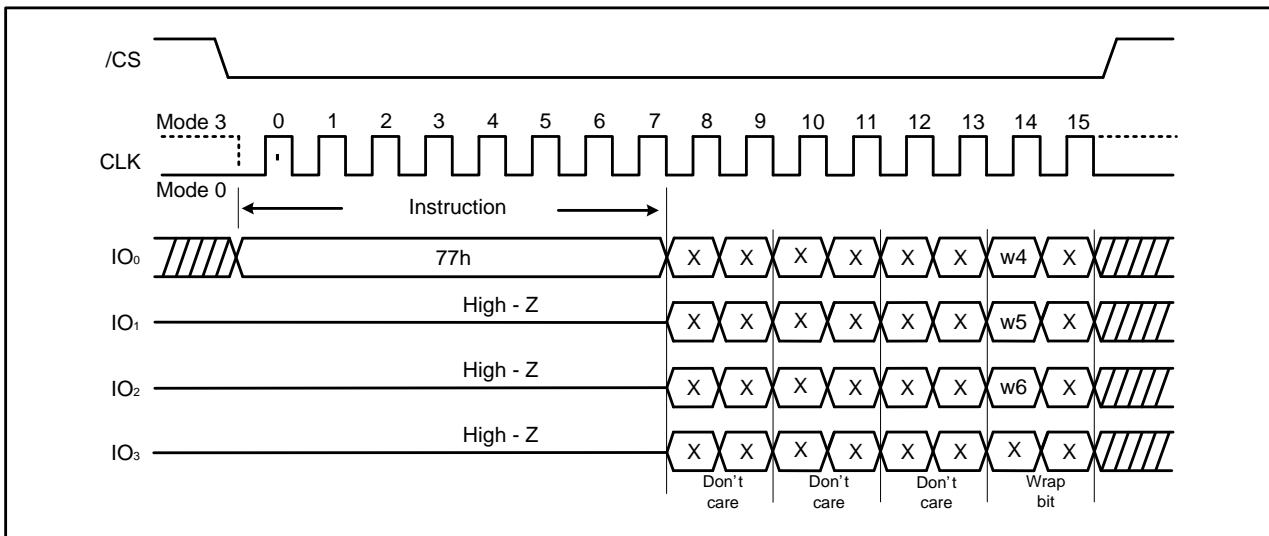 /CS
Mode 3 0 1 2 3 4 5 6 7 8 9 10 11 12 13 14 15
CLK
Mode 0
Instruction
IO0 77h X X X X X X w4 X
High - Z
IO1 X X X X X X w5 X
High - Z
IO2 X X X X X X w6 X
High - Z
IO3 X X X X X X X X
Don't Don't Don't Wrap
care care care bit